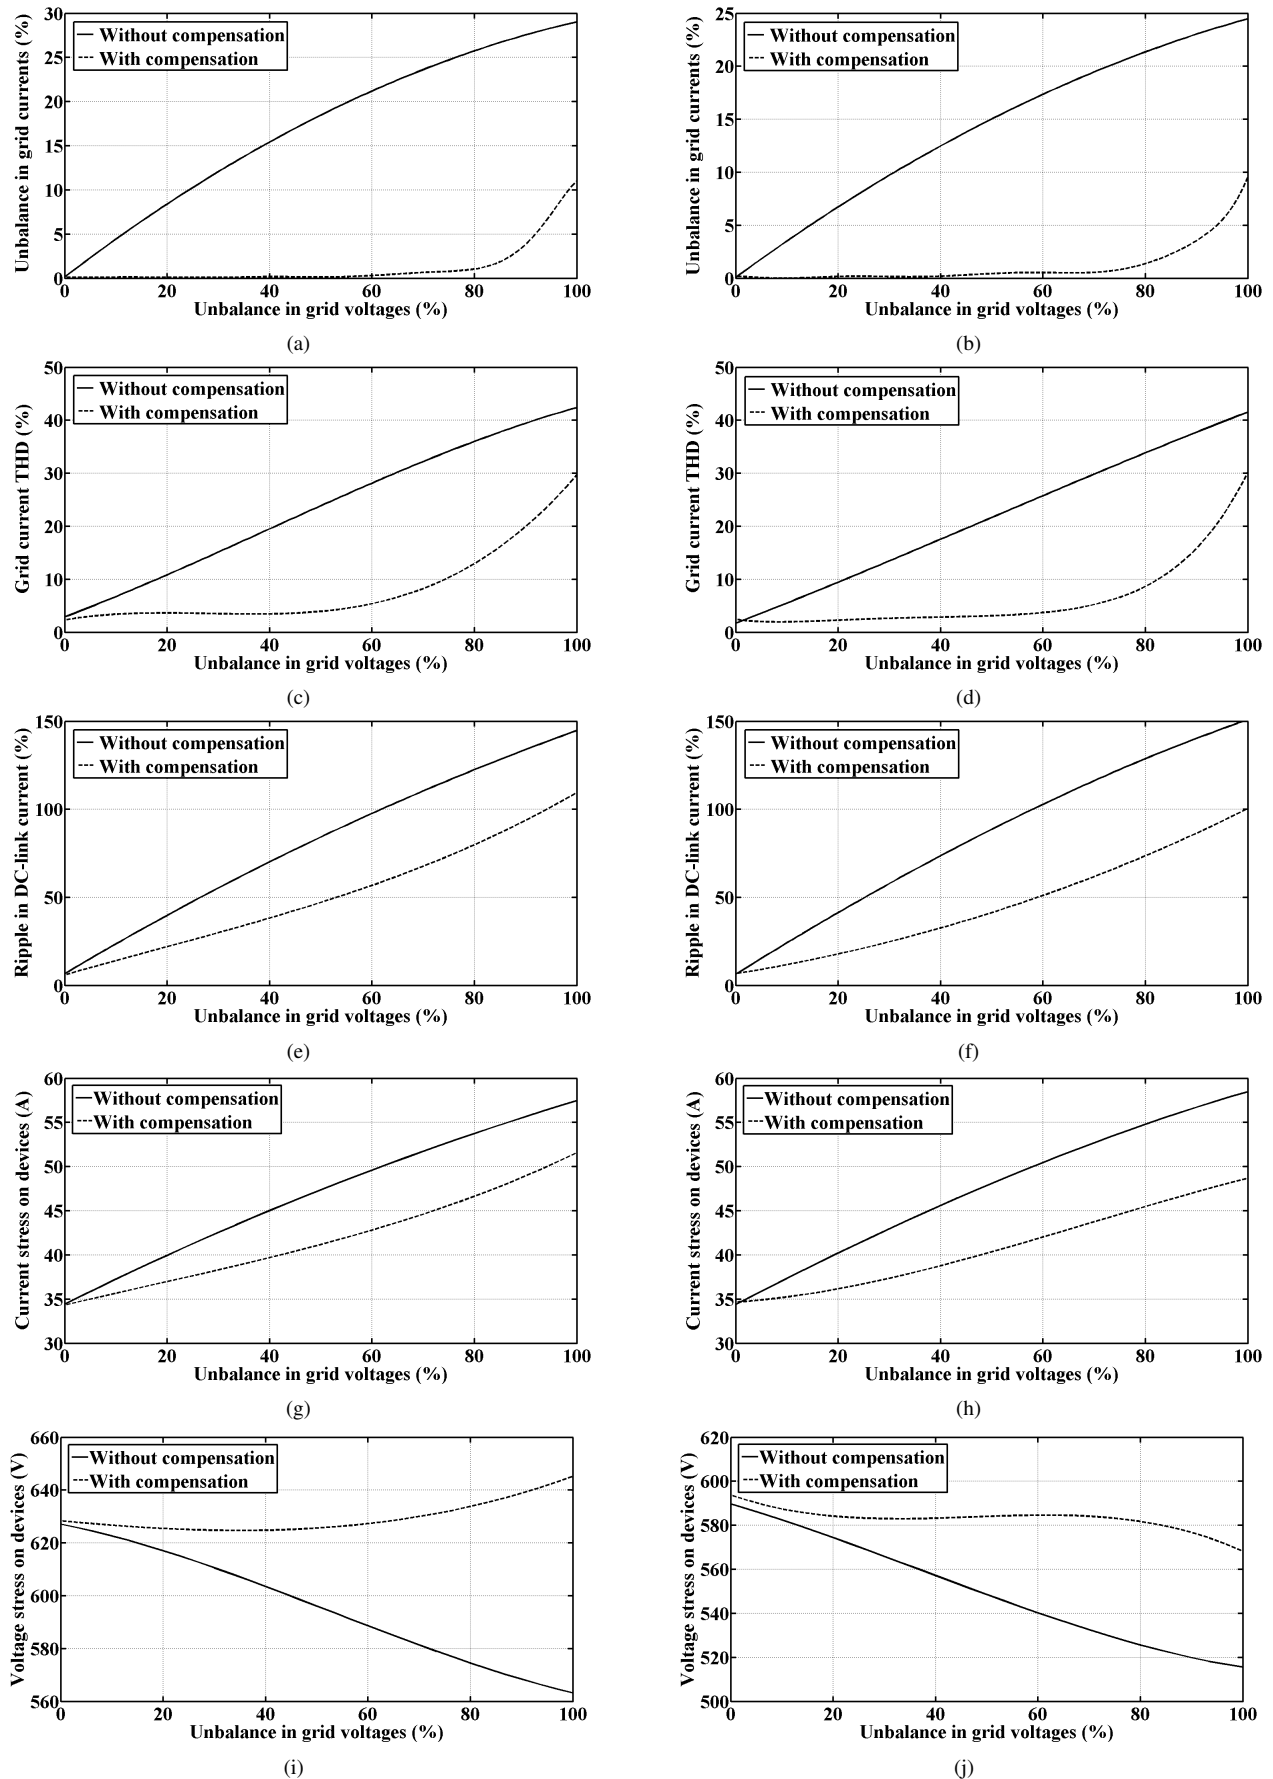 Unbalance in grid currents (%)
30
25
20
15
10
5
0
Without compensation
With compensation
0 20 40 60 80 100
Unbalance in grid voltages (%)
(a)
Unbalance in grid currents (%)
25
20
15
10
5
0
Without compensation
With compensation
0 20 40 60 80 100
Unbalance in grid voltages (%)
(b)
Grid current THD (%)
50
40
30
20
10
0
Without compensation
With compensation
0 20 40 60 80 100
Unbalance in grid voltages (%)
(c)
Grid current THD (%)
50
40
30
20
10
0
Without compensation
With compensation
0 20 40 60 80 100
Unbalance in grid voltages (%)
(d)
Ripple in DC-link current (%)
150
100
50
0
Without compensation
With compensation
0 20 40 60 80 100
Unbalance in grid voltages (%)
(e)
Ripple in DC-link current (%)
150
100
50
0
Without compensation
With compensation
0 20 40 60 80 100
Unbalance in grid voltages (%)
(f)
Current stress on devices (A)
60
55
50
45
40
35
30
Without compensation
With compensation
0 20 40 60 80 100
Unbalance in grid voltages (%)
(g)
Current stress on devices (A)
60
55
50
45
40
35
30
Without compensation
With compensation
0 20 40 60 80 100
Unbalance in grid voltages (%)
(h)
Voltage stress on devices (V)
660
640
620
600
580
560
Without compensation
With compensation
0 20 40 60 80 100
Unbalance in grid voltages (%)
(i)
Voltage stress on devices (V)
620
600
580
560
540
520
500
Without compensation
With compensation
0 20 40 60 80 100
Unbalance in grid voltages (%)
(j)